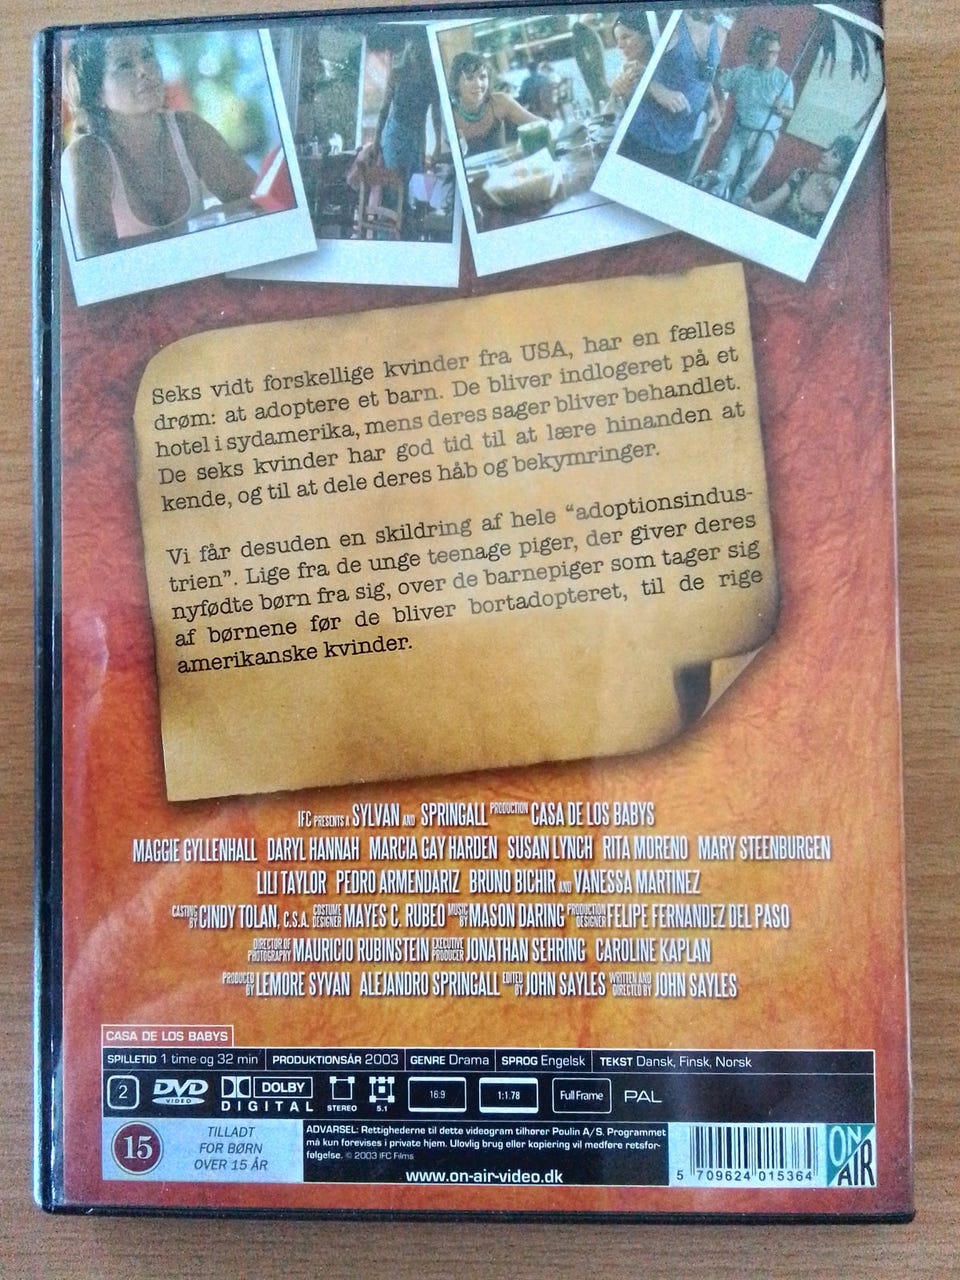 Seks vidt forskellige kvinder fra USA, har en fælles
drøm: at adoptere et barn. De bliver indlogeret på et
hotel i sydamerika, mens deres sager bliver behandlet.
De seks kvinder har god tid til at lære hinanden at
kende, og til at dele deres håb og bekymringer.
Vi får desuden en skildring af hele “adoptionsindus-
trien”. Lige fra de unge teenage piger, der giver deres
nyfødte børn fra sig, over de barnepiger som tager sig
af børnene før de bliver bortadopteret, til de rige
amerikanske kvinder.
IFC PRESENTS A SYLVAN AND SPRINGALL PRODUCTION CASA DE LOS BABYS
MAGGIE GYLLENHALL DARYL HANNAH MARCIA GAY HARDEN SUSAN LYNCH RITA MORENO MARY STEENBURGEN
LILI TAYLOR PEDRO ARMENDARIZ BRUNO BICHIR AND VANESSA MARTINEZ
CASTING BY CINDY TOLAN, C.S.A. COSTUME DESIGNER MAYES C. RUBEO MUSIC BY MASON DARING PRODUCTION DESIGNER FELIPE FERNANDEZ DEL PASO
DIRECTOR OF PHOTOGRAPHY MAURICIO RUBINSTEIN EXECUTIVE PRODUCER JONATHAN SEHRING CAROLINE KAPLAN
PRODUCED BY LEMORE SYVAN ALEJANDRO SPRINGALL EDITED BY JOHN SAYLES WRITTEN AND DIRECTED BY JOHN SAYLES
CASA DE LOS BABYS
SPILLETID 1 time og 32 min PRODUKTIONSÅR 2003 GENRE Drama SPROG Engelsk TEKST Dansk, Finsk, Norsk
2 DVD VIDEO DOLBY DIGITAL STEREO 5.1 16:9 1:1.78 Full Frame PAL
15 TILLADT
FOR BØRN
OVER 15 ÅR
ADVARSEL: Rettighederne til dette videogram tilhører Poulin A/S. Programmet
må kun forevises i private hjem. Ulovlig brug eller kopiering vil medføre retsfor-
følgelse. © 2003 IFC Films
www.on-air-video.dk
5 709624 015364
ON AIR